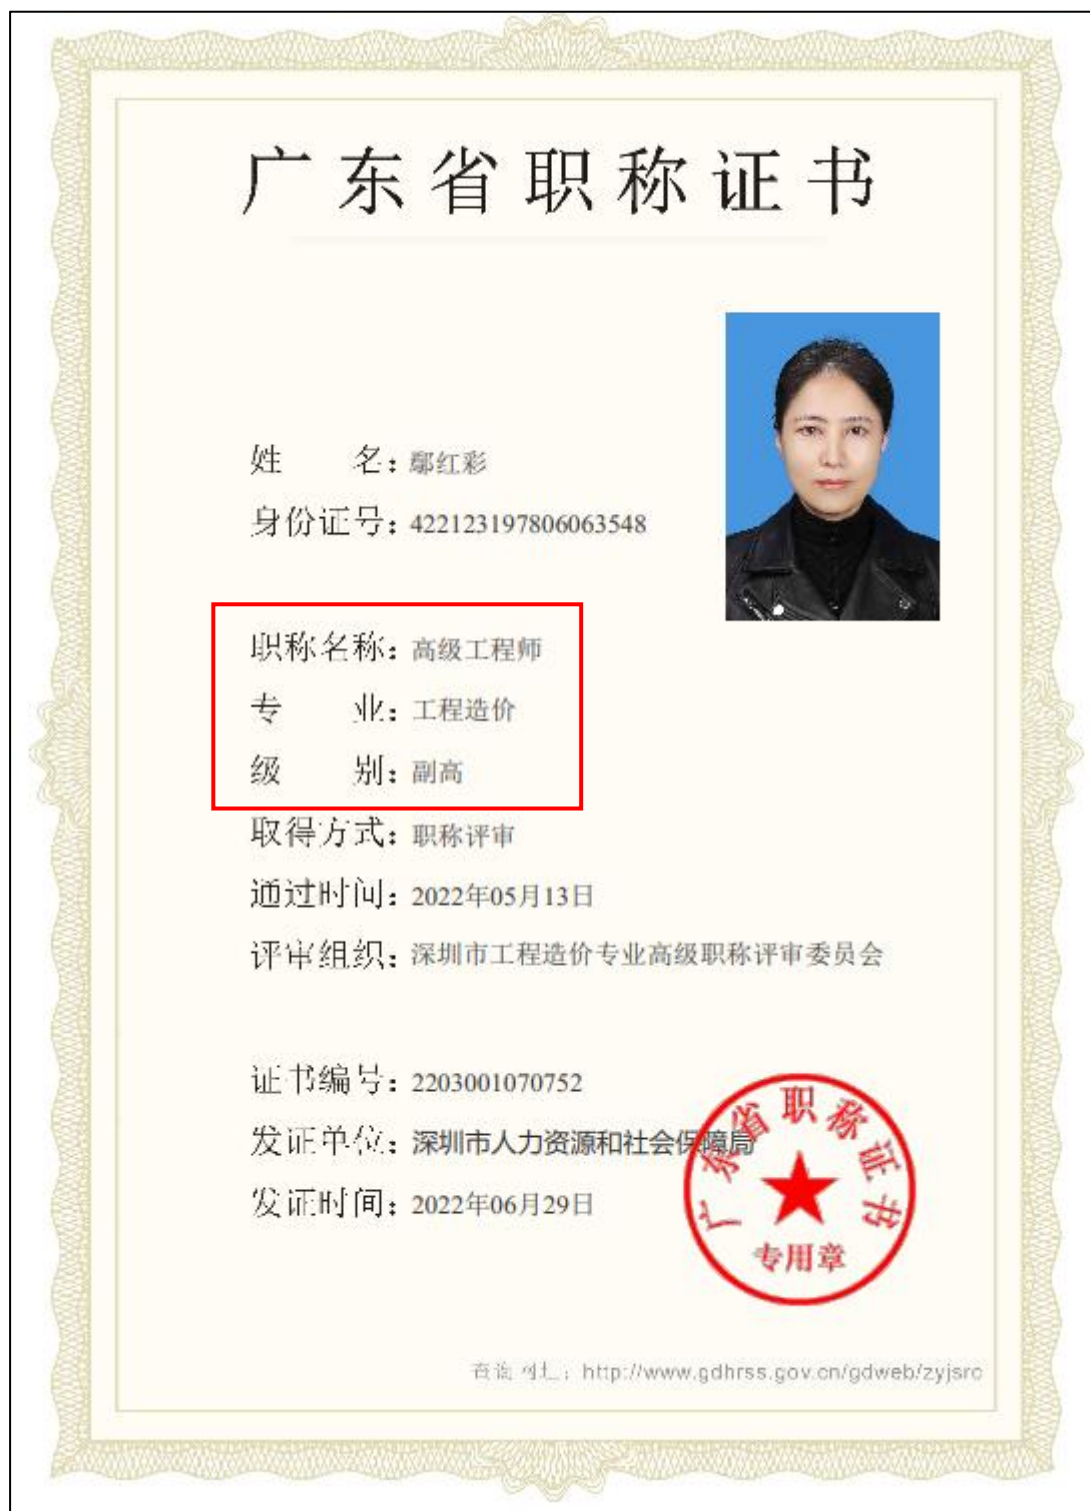 广东省职称证书
姓 名：鄢红彩
身份证号：422123197806063548
职称名称：高级工程师
专 业：工程造价
级 别：副高
取得方式：职称评审
通过时间：2022年05月13日
评审组织：深圳市工程造价专业高级职称评审委员会
证书编号：2203001070752
发证单位：深圳市人力资源和社会保障局
发证时间：2022年06月29日
广东省职称证书
专用章
查询网址：http://www.gdhrss.gov.cn/gdweb/zyjsrc